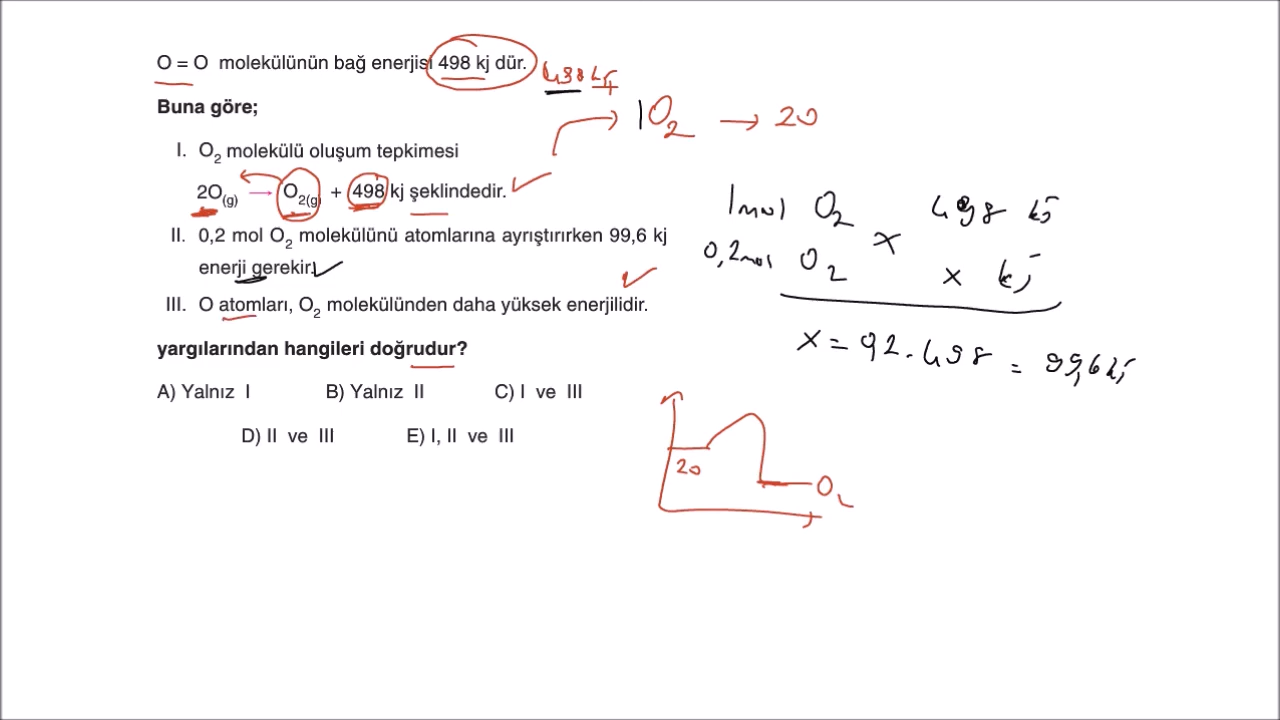 O = O molekülünün bağ enerjisi 498 kj dür.
498 kj
Buna göre;
1O2 → 2O
I. O2 molekülü oluşum tepkimesi
2O(g) → O2(g) + 498 kj şeklindedir.
II. 0,2 mol O2 molekülünü atomlarına ayrıştırırken 99,6 kj
enerji gerekir.
III. O atomları, O2 molekülünden daha yüksek enerjilidir.
yargılarından hangileri doğrudur?
A) Yalnız I B) Yalnız II C) I ve III
D) II ve III E) I, II ve III
1mol O2 498 kj
0,2mol O2 x kj
x = 0,2 . 498 = 99,6 kj
2O
O2